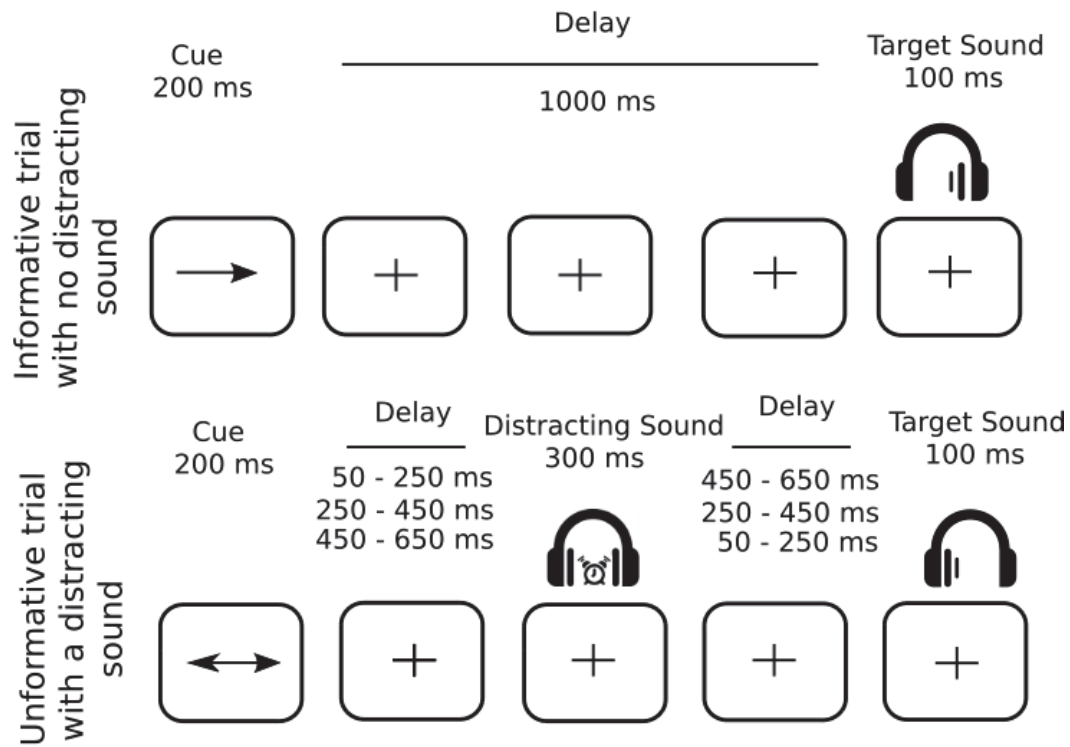 Informative trial
with no distracting
sound
Cue
200 ms
Delay
1000 ms
Target Sound
100 ms
Unformative trial
with a distracting
sound
Cue
200 ms
Delay
50 - 250 ms
250 - 450 ms
450 - 650 ms
Distracting Sound
300 ms
Delay
450 - 650 ms
250 - 450 ms
50 - 250 ms
Target Sound
100 ms